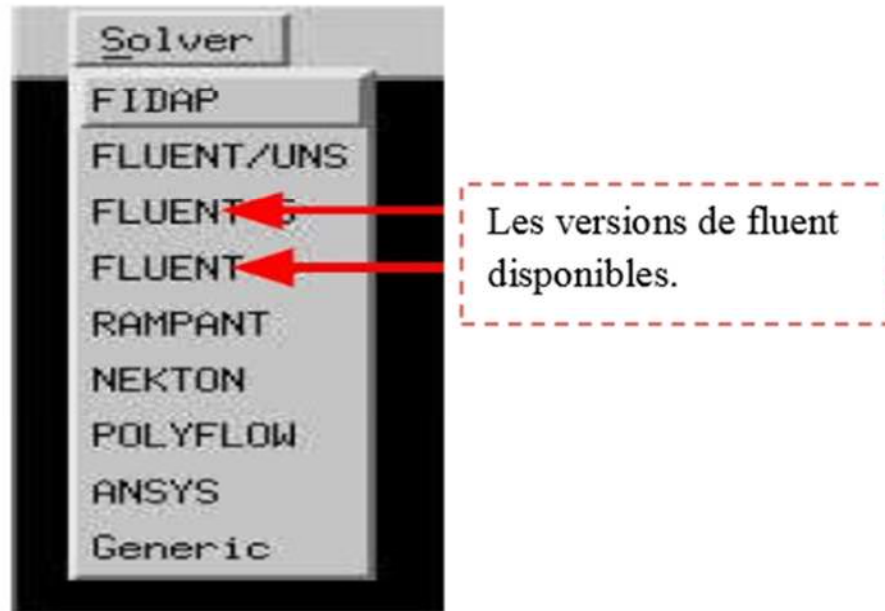 Solver
FIDAP
FLUENT/UNS
FLUENT
FLUENT
RAMPANT
NEKTON
POLYFLOW
ANSYS
Generic
Les versions de fluent
disponibles.